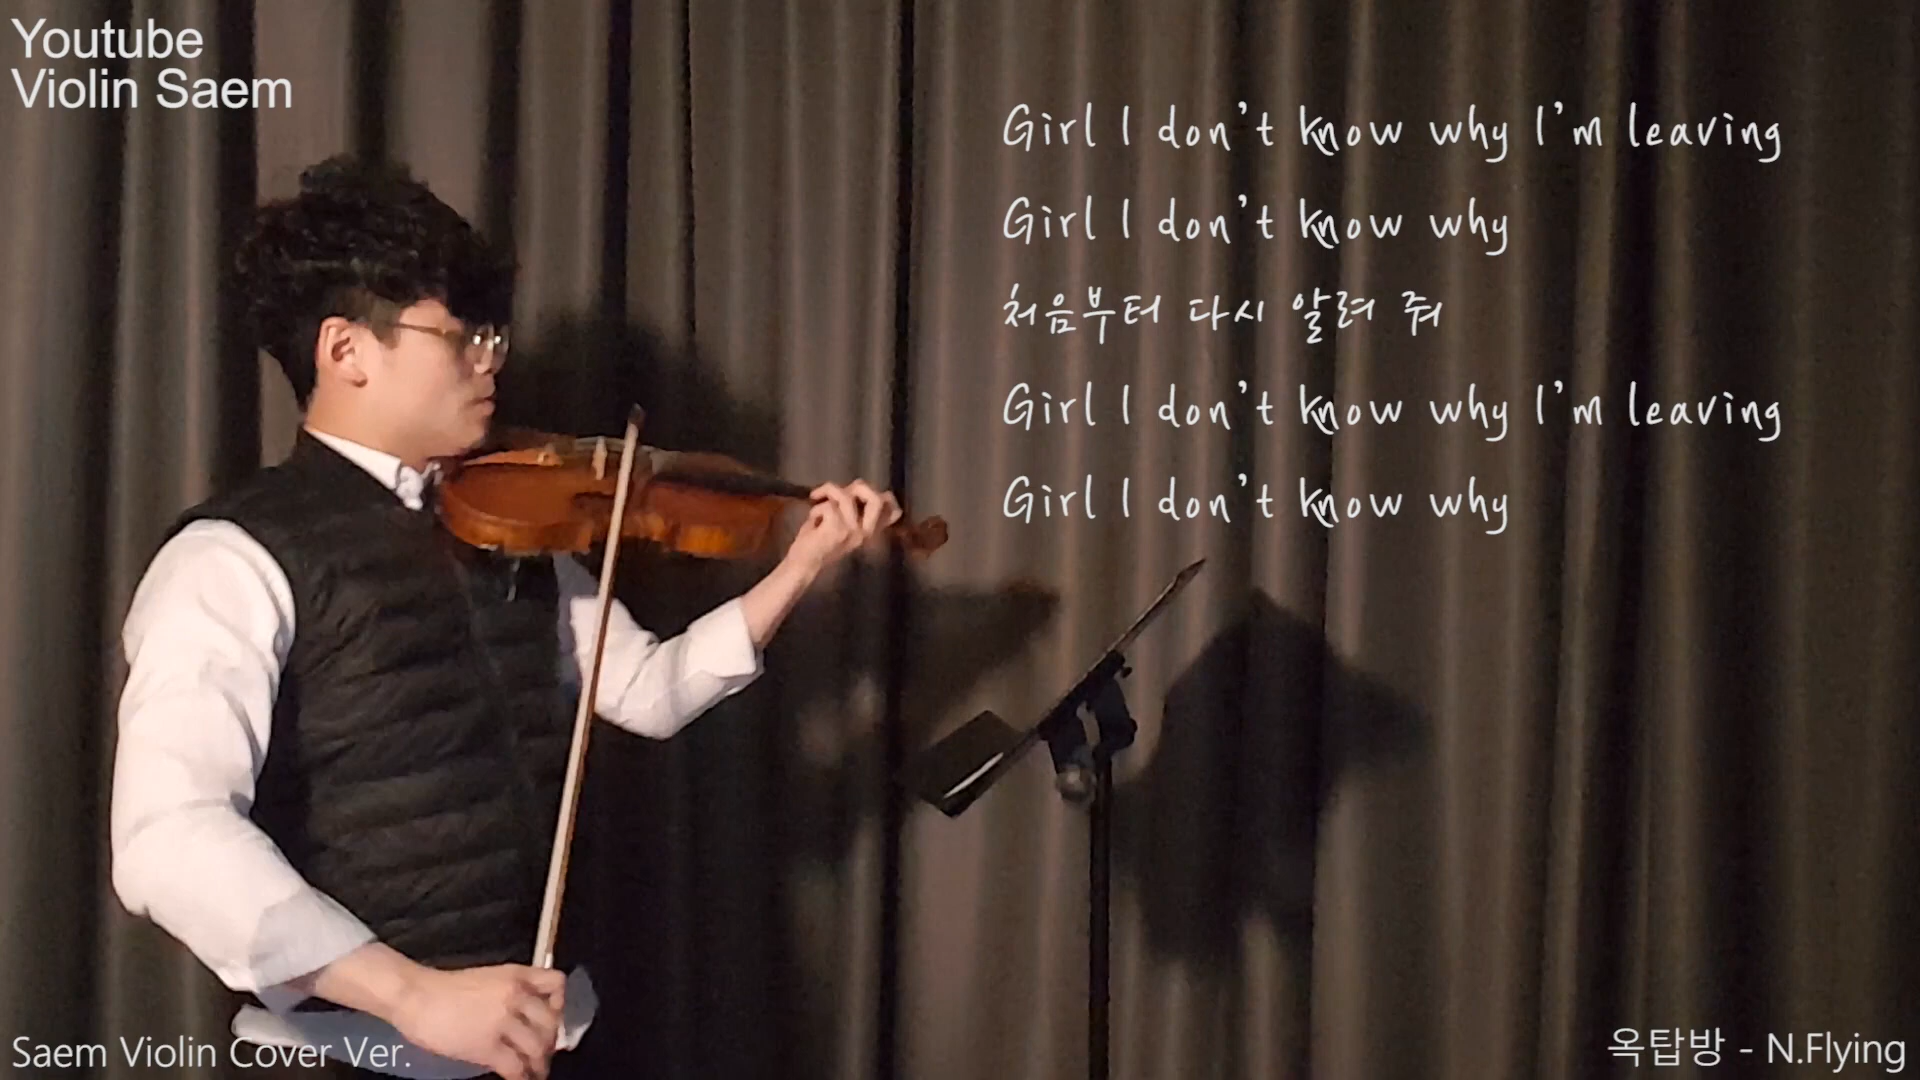 Youtube
Violin Saem
Girl I don't know why I'm leaving
Girl I don't know why
처음부터 다시 알려 줘
Girl I don't know why I'm leaving
Girl I don't know why
Saem Violin Cover Ver.
옥탑방 - N.Flying